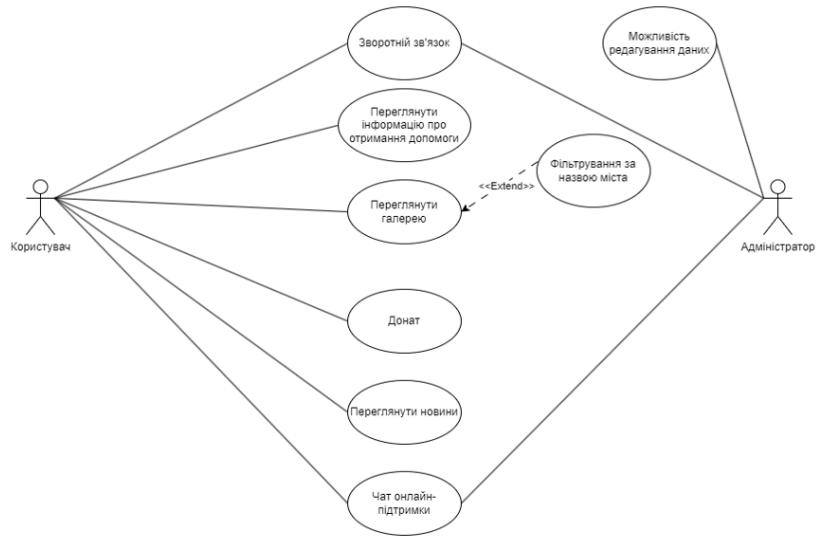 Зворотній зв'язок
Можливість
редагування даних
Переглянути
інформацію про
отримання допомоги
Фільтрування за
назвою міста
<<Extend>>
Переглянути
галерею
Користувач
Адміністратор
Донат
Переглянути новини
Чат онлайн-
підтримки